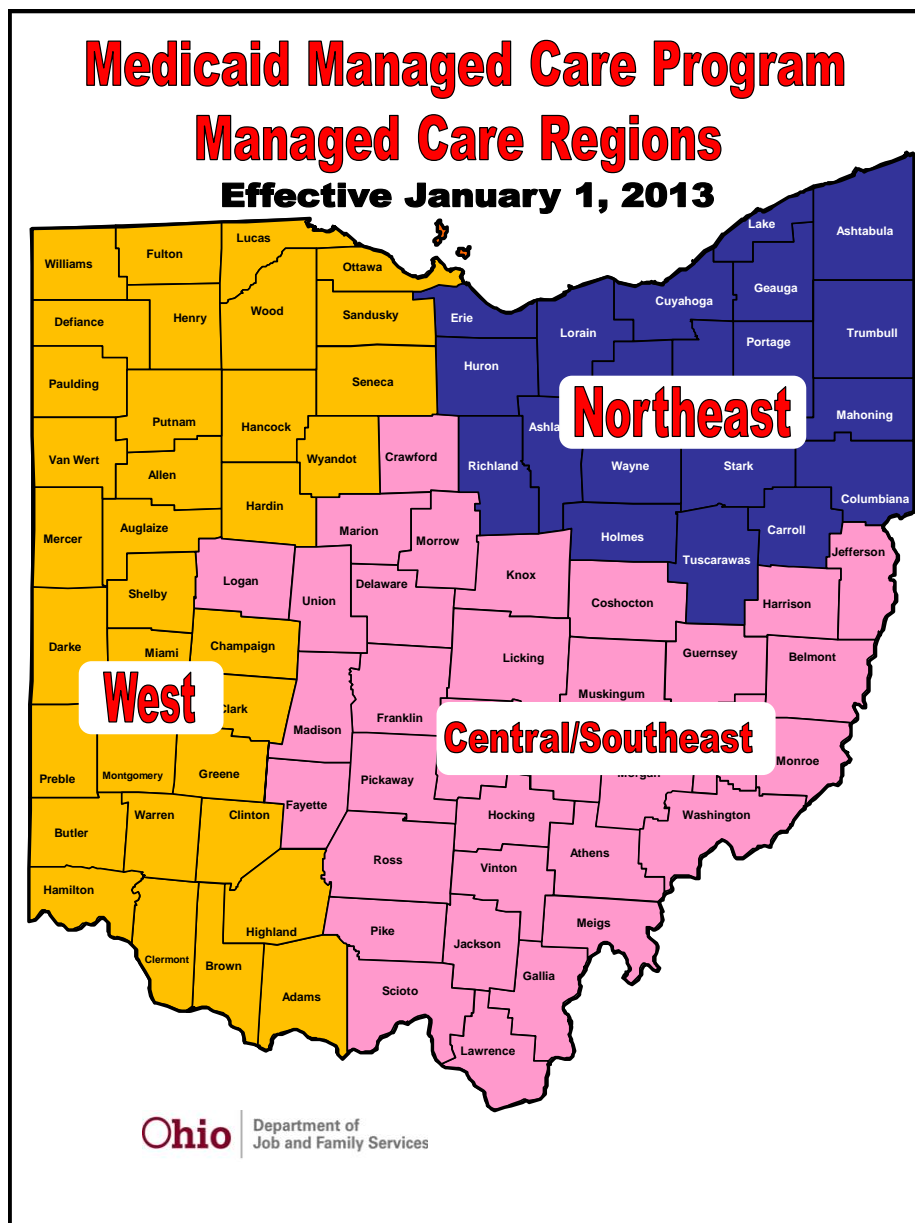 Medicaid Managed Care Program
Managed Care Regions
Effective January 1, 2013
Lake
Ashtabula
Lucas
Fulton
Williams
Ottawa
Geauga
Cuyahoga
Wood
Sandusky
Erie
Henry
Defiance
Lorain
Trumbull
Portage
Huron
Seneca
Paulding
Northeast
Mahoning
Putnam
Hancock
Ashla
Wyandot
Crawford
Van Wert
Richland
Wayne
Stark
Allen
Columbiana
Hardin
Auglaize
Marion
Carroll
Mercer
Holmes
Morrow
Jefferson
Tuscarawas
Knox
Logan
Delaware
Shelby
Union
Coshocton
Harrison
Darke
Champaign
Miami
Guernsey
Licking
Belmont
Muskingum
West
Clark
Franklin
Madison
Central/Southeast
Monroe
Morgan
Preble
Montgomery
Greene
Pickaway
Fayette
Warren
Clinton
Hocking
Washington
Butler
Ross
Athens
Vinton
Hamilton
Meigs
Highland
Pike
Jackson
Clermont
Brown
Gallia
Scioto
Adams
Lawrence
Ohio
Department of
Job and Family Services